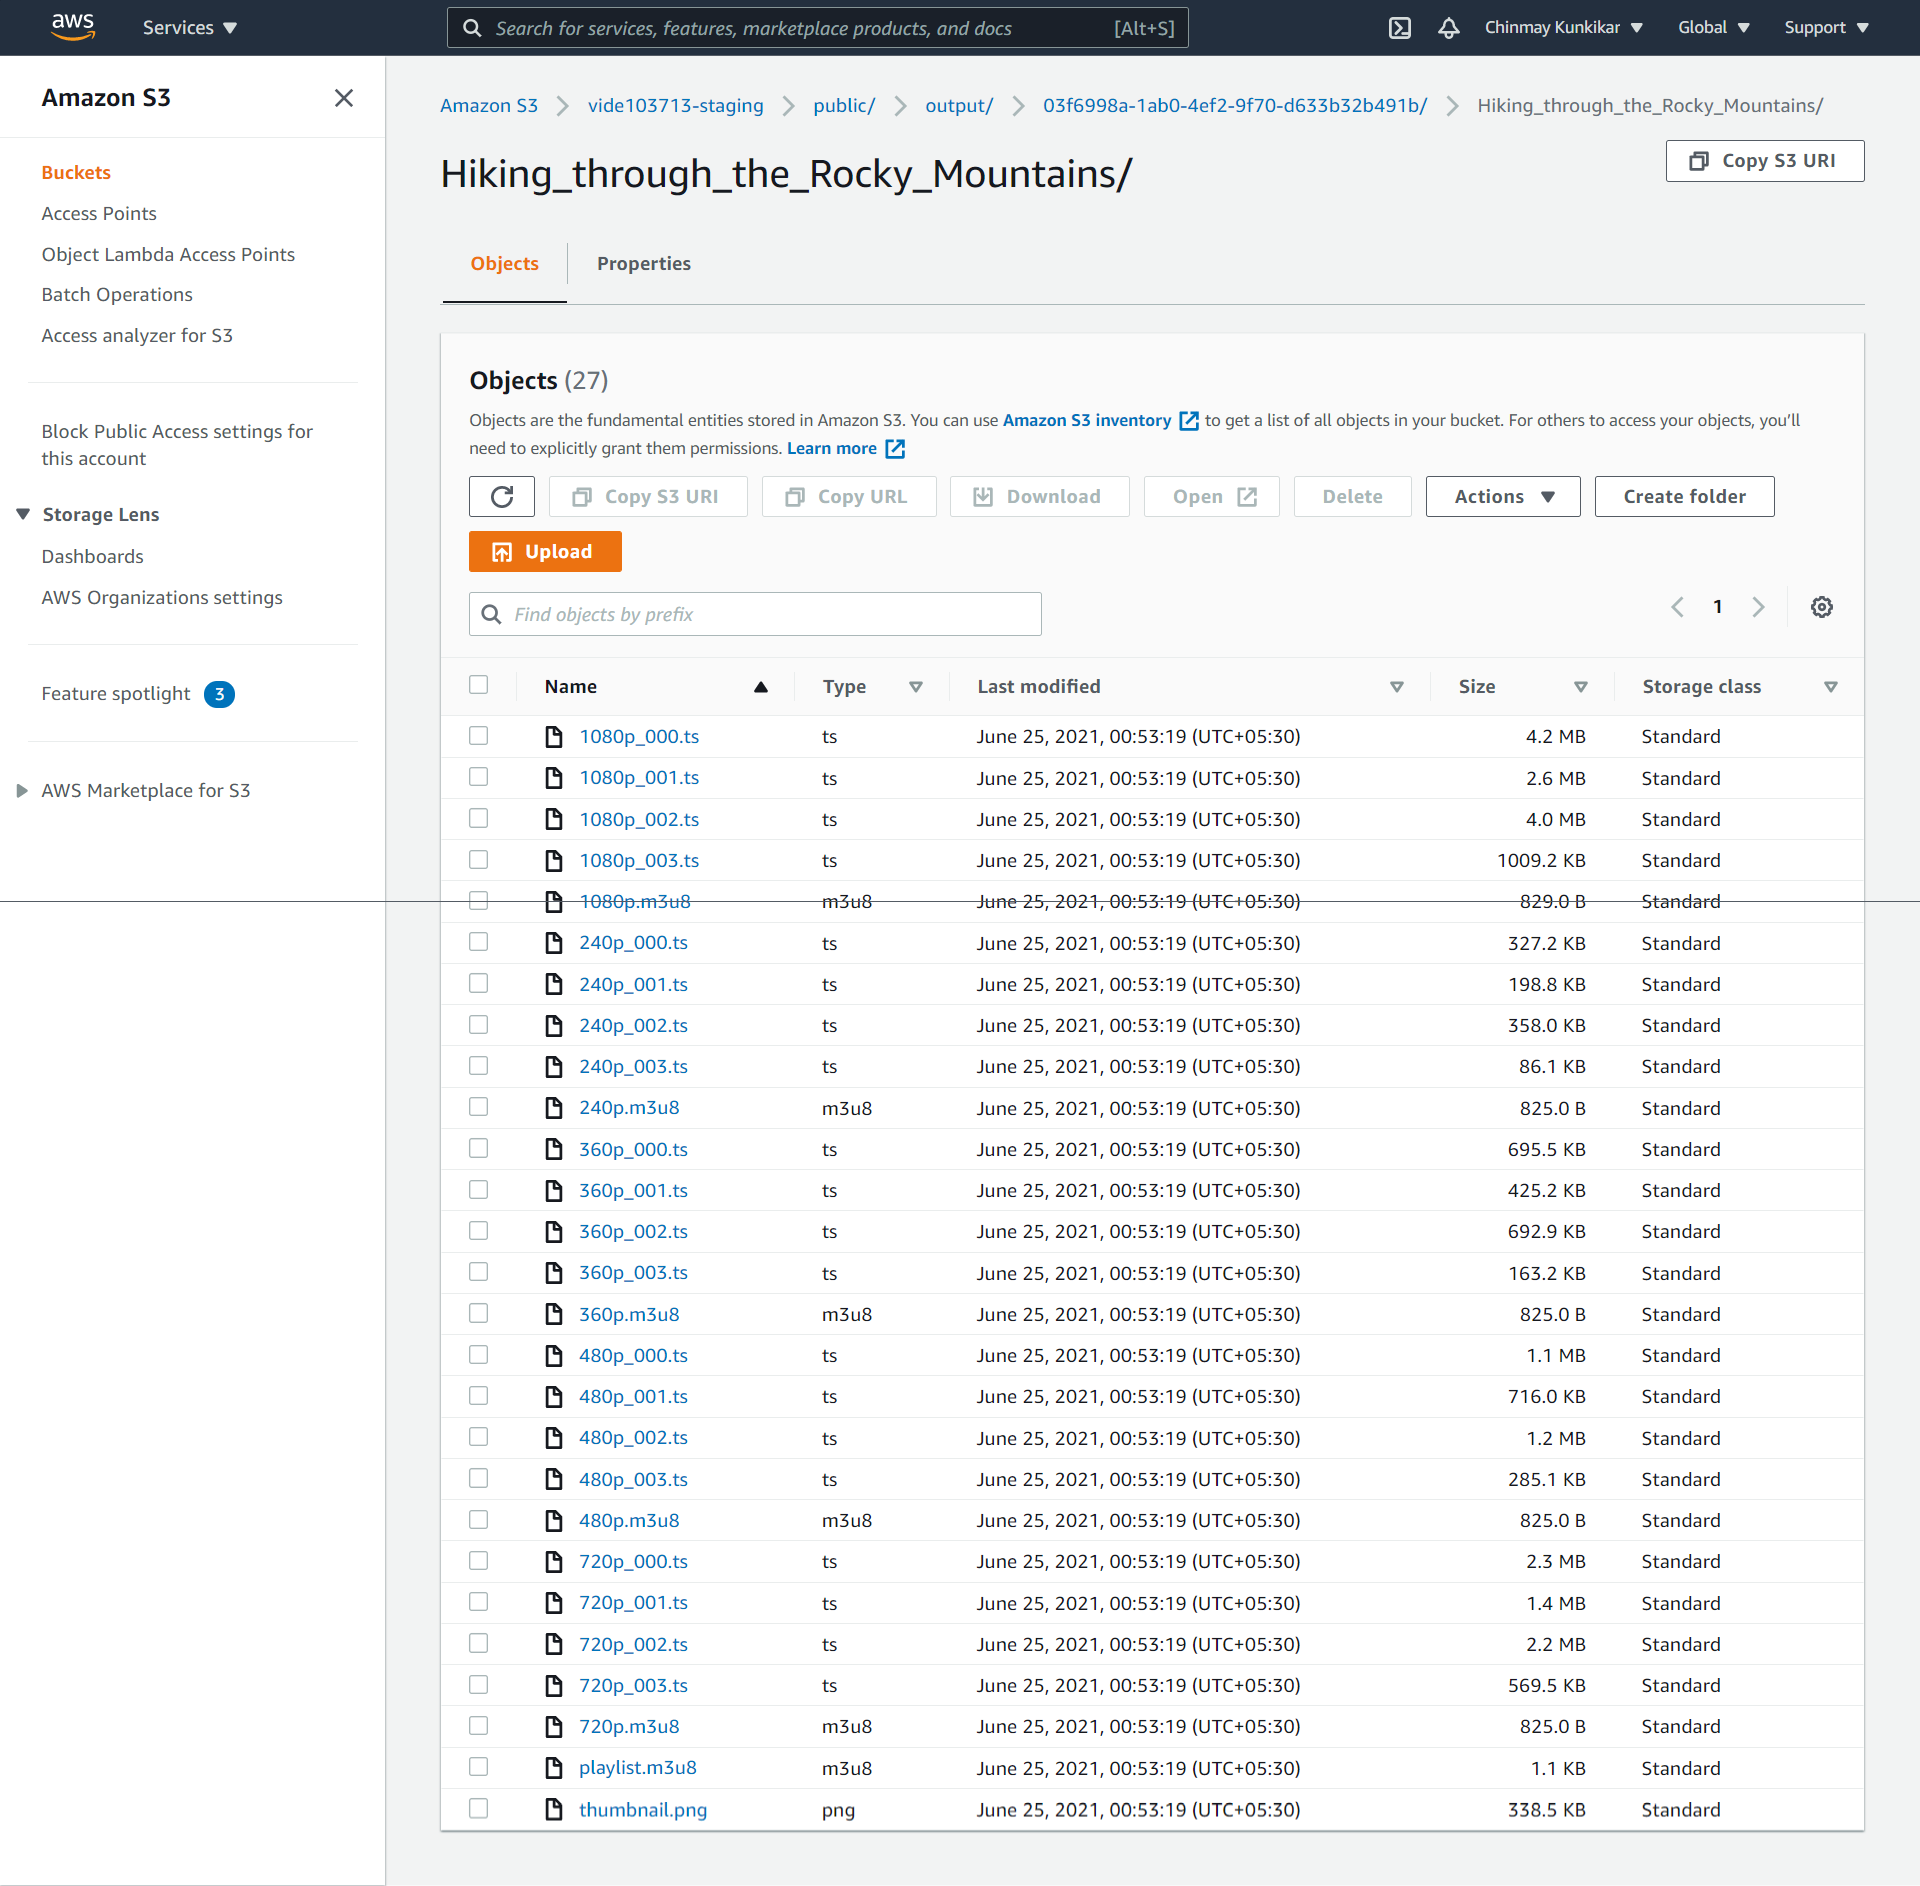 aws Services Search for services, features, marketplace products, and docs [Alt+S] Chinmay Kunkikar Global Support
Amazon S3
Buckets
Access Points
Object Lambda Access Points
Batch Operations
Access analyzer for S3
Block Public Access settings for
this account
Storage Lens
Dashboards
AWS Organizations settings
Feature spotlight 3
AWS Marketplace for S3
Amazon S3 vide103713-staging public/ output/ 03f6998a-1ab0-4ef2-9f70-d633b32b491b/ Hiking_through_the_Rocky_Mountains/
Hiking_through_the_Rocky_Mountains/ Copy S3 URI
Objects Properties
Objects (27)
Objects are the fundamental entities stored in Amazon S3. You can use Amazon S3 inventory to get a list of all objects in your bucket. For others to access your objects, you'll
need to explicitly grant them permissions. Learn more
Copy S3 URI Copy URL Download Open Delete Actions Create folder
Upload
Find objects by prefix 1
Name Type Last modified Size Storage class
1080p_000.ts ts June 25, 2021, 00:53:19 (UTC+05:30) 4.2 MB Standard
1080p_001.ts ts June 25, 2021, 00:53:19 (UTC+05:30) 2.6 MB Standard
1080p_002.ts ts June 25, 2021, 00:53:19 (UTC+05:30) 4.0 MB Standard
1080p_003.ts ts June 25, 2021, 00:53:19 (UTC+05:30) 1009.2 KB Standard
1080p.m3u8 m3u8 June 25, 2021, 00:53:19 (UTC+05:30) 829.0 B Standard
240p_000.ts ts June 25, 2021, 00:53:19 (UTC+05:30) 327.2 KB Standard
240p_001.ts ts June 25, 2021, 00:53:19 (UTC+05:30) 198.8 KB Standard
240p_002.ts ts June 25, 2021, 00:53:19 (UTC+05:30) 358.0 KB Standard
240p_003.ts ts June 25, 2021, 00:53:19 (UTC+05:30) 86.1 KB Standard
240p.m3u8 m3u8 June 25, 2021, 00:53:19 (UTC+05:30) 825.0 B Standard
360p_000.ts ts June 25, 2021, 00:53:19 (UTC+05:30) 695.5 KB Standard
360p_001.ts ts June 25, 2021, 00:53:19 (UTC+05:30) 425.2 KB Standard
360p_002.ts ts June 25, 2021, 00:53:19 (UTC+05:30) 692.9 KB Standard
360p_003.ts ts June 25, 2021, 00:53:19 (UTC+05:30) 163.2 KB Standard
360p.m3u8 m3u8 June 25, 2021, 00:53:19 (UTC+05:30) 825.0 B Standard
480p_000.ts ts June 25, 2021, 00:53:19 (UTC+05:30) 1.1 MB Standard
480p_001.ts ts June 25, 2021, 00:53:19 (UTC+05:30) 716.0 KB Standard
480p_002.ts ts June 25, 2021, 00:53:19 (UTC+05:30) 1.2 MB Standard
480p_003.ts ts June 25, 2021, 00:53:19 (UTC+05:30) 285.1 KB Standard
480p.m3u8 m3u8 June 25, 2021, 00:53:19 (UTC+05:30) 825.0 B Standard
720p_000.ts ts June 25, 2021, 00:53:19 (UTC+05:30) 2.3 MB Standard
720p_001.ts ts June 25, 2021, 00:53:19 (UTC+05:30) 1.4 MB Standard
720p_002.ts ts June 25, 2021, 00:53:19 (UTC+05:30) 2.2 MB Standard
720p_003.ts ts June 25, 2021, 00:53:19 (UTC+05:30) 569.5 KB Standard
720p.m3u8 m3u8 June 25, 2021, 00:53:19 (UTC+05:30) 825.0 B Standard
playlist.m3u8 m3u8 June 25, 2021, 00:53:19 (UTC+05:30) 1.1 KB Standard
thumbnail.png png June 25, 2021, 00:53:19 (UTC+05:30) 338.5 KB Standard